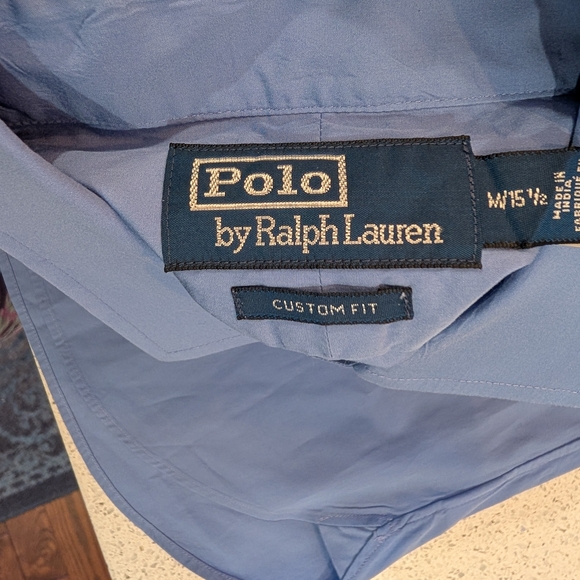 Polo
by Ralph Lauren
M/15 ½
MADE IN
INDIA
CUSTOM FIT